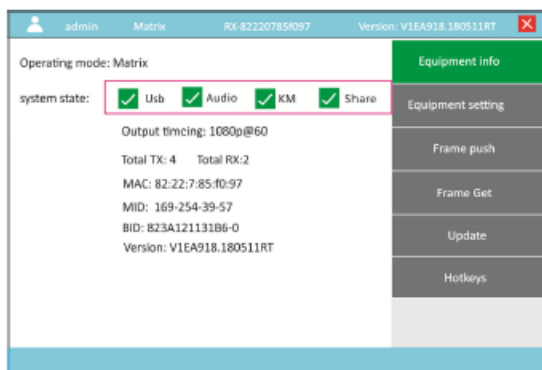 admin Matrix RX-82220785f097 Version: V1EA918.180511RT
Operating mode: Matrix
system state: Usb Audio KM Share
Output timcing: 1080p@60
Total TX: 4 Total RX:2
MAC: 82:22:7:85:f0:97
MID: 169-254-39-57
BID: 823A121131B6-0
Version: V1EA918.180511RT
Equipment info
Equipment setting
Frame push
Frame Get
Update
Hotkeys